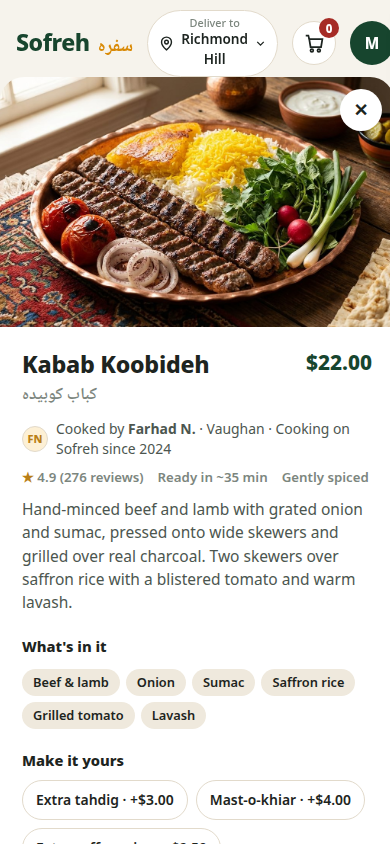 Sofreh سفره
Deliver to
Richmond
Hill
0
M
✕
Kabab Koobideh
$22.00
کباب کوبیده
FN
Cooked by Farhad N. · Vaughan · Cooking on
Sofreh since 2024
★ 4.9 (276 reviews) Ready in ~35 min Gently spiced
Hand-minced beef and lamb with grated onion
and sumac, pressed onto wide skewers and
grilled over real charcoal. Two skewers over
saffron rice with a blistered tomato and warm
lavash.
What's in it
Beef & lamb Onion Sumac Saffron rice
Grilled tomato Lavash
Make it yours
Extra tahdig · +$3.00 Mast-o-khiar · +$4.00